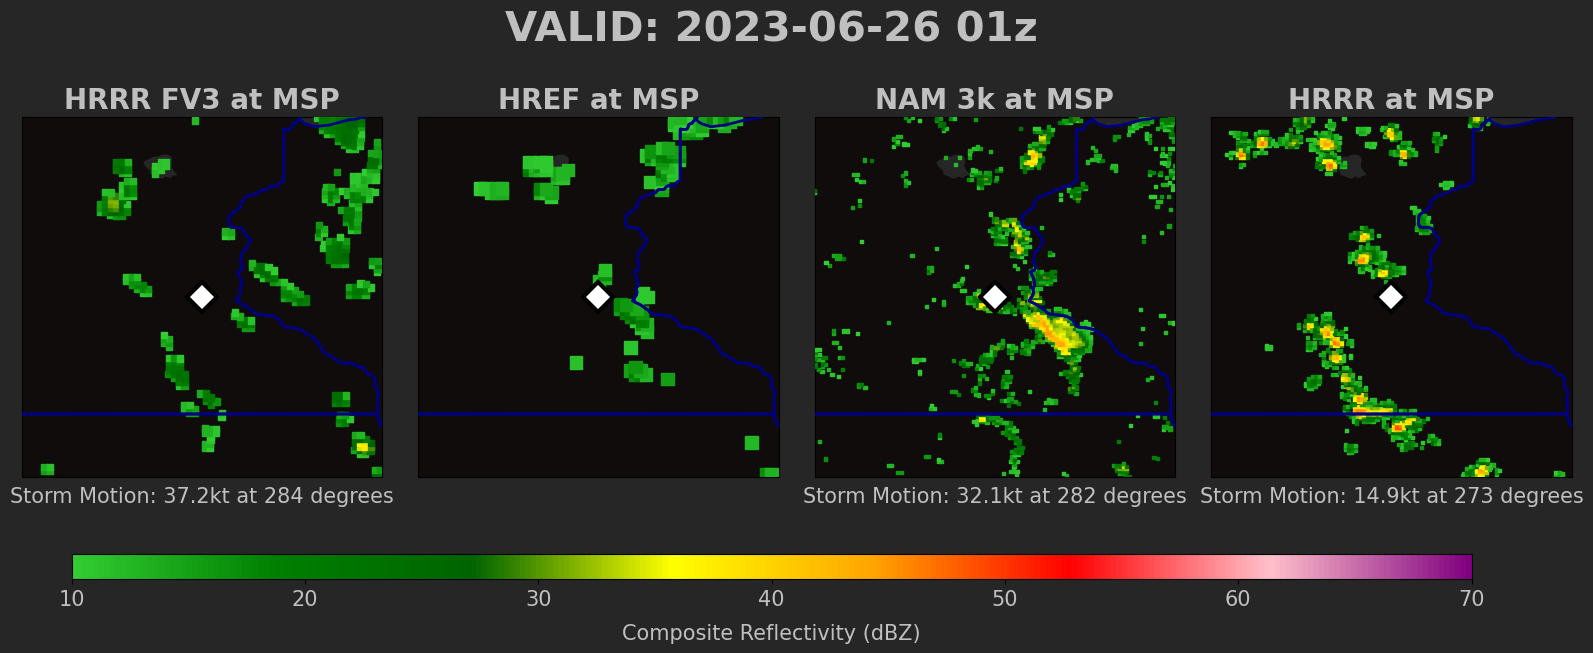 VALID: 2023-06-26 01z
HRRR FV3 at MSP
HREF at MSP
NAM 3k at MSP
HRRR at MSP
Storm Motion: 37.2kt at 284 degrees
Storm Motion: 32.1kt at 282 degrees
Storm Motion: 14.9kt at 273 degrees
10 20 30 40 50 60 70
Composite Reflectivity (dBZ)